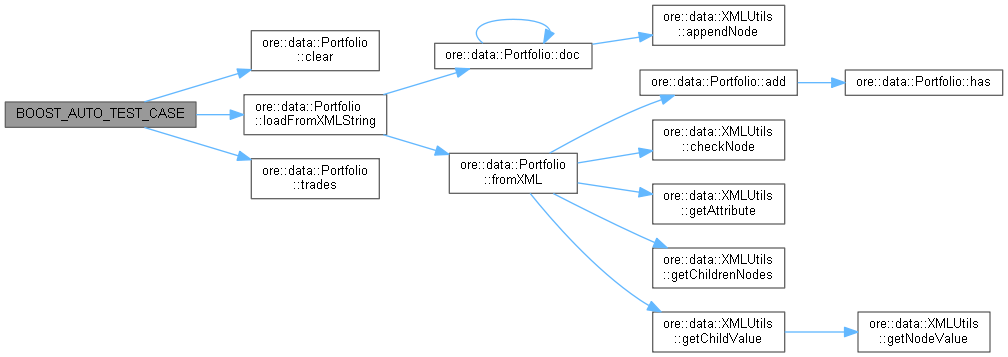 BOOST_AUTO_TEST_CASE
ore::data::Portfolio
::clear
ore::data::Portfolio
::loadFromXMLString
ore::data::Portfolio
::trades
ore::data::Portfolio::doc
ore::data::Portfolio
::fromXML
ore::data::XMLUtils
::appendNode
ore::data::Portfolio::add
ore::data::Portfolio::has
ore::data::XMLUtils
::checkNode
ore::data::XMLUtils
::getAttribute
ore::data::XMLUtils
::getChildrenNodes
ore::data::XMLUtils
::getChildValue
ore::data::XMLUtils
::getNodeValue